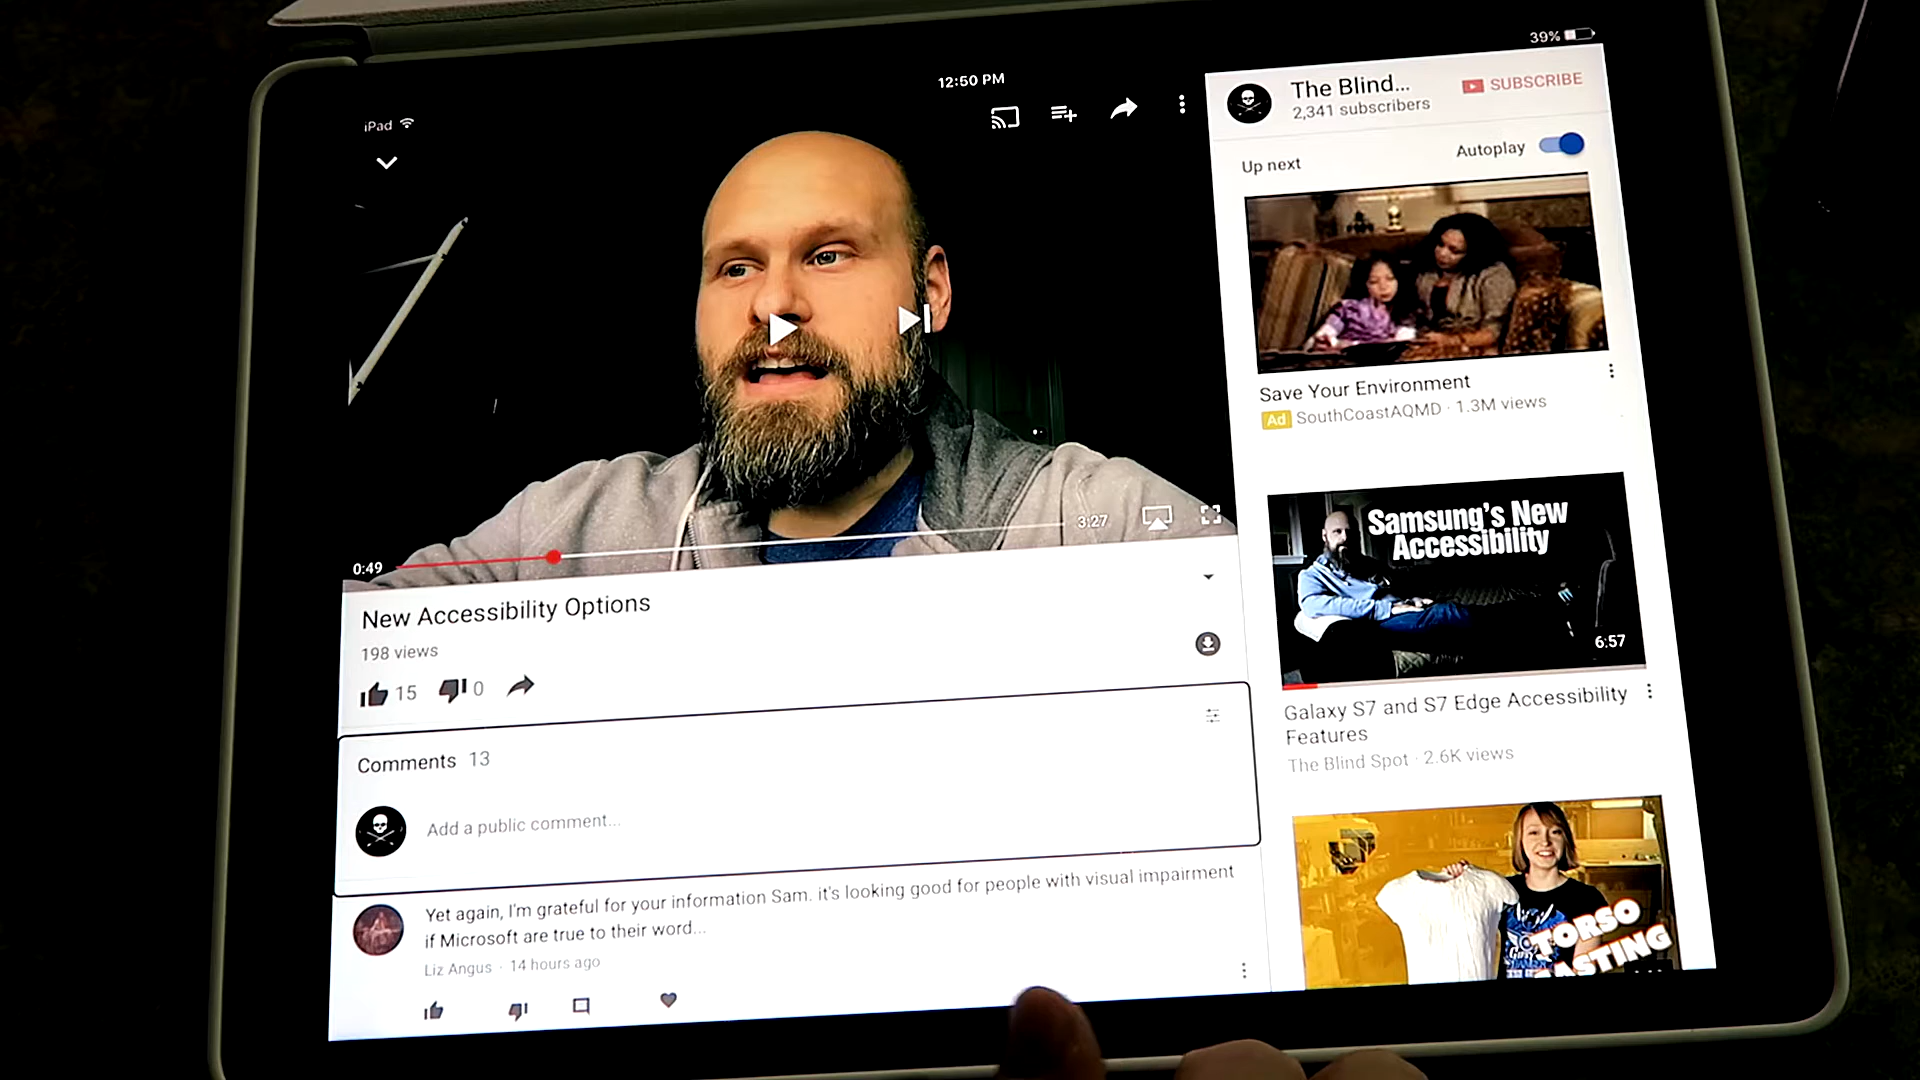 39%
12:50 PM
iPad
The Blind...
2,341 subscribers
SUBSCRIBE
Up next
Autoplay
Save Your Environment
Ad SouthCoastAQMD · 1.3M views
3:27
0:49
New Accessibility Options
198 views
15
0
Samsung's New
Accessibility
6:57
Galaxy S7 and S7 Edge Accessibility
Features
The Blind Spot · 2.6K views
Comments 13
Add a public comment...
Yet again, I'm grateful for your information Sam. it's looking good for people with visual impairment
if Microsoft are true to their word...
Liz Angus · 14 hours ago
TORSO
CASTING